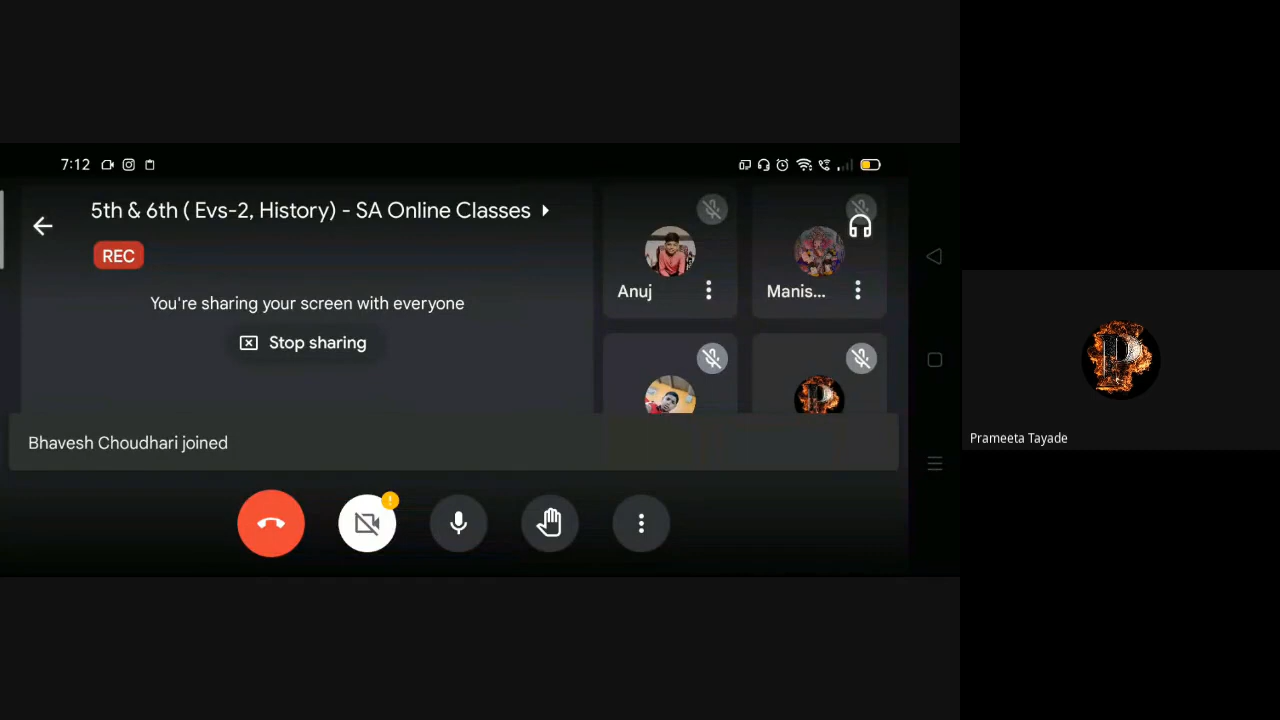 7:12
5th & 6th ( Evs-2, History) - SA Online Classes
REC
You're sharing your screen with everyone
Stop sharing
Anuj
Manis...
Bhavesh Choudhari joined
P
Prameeta Tayade